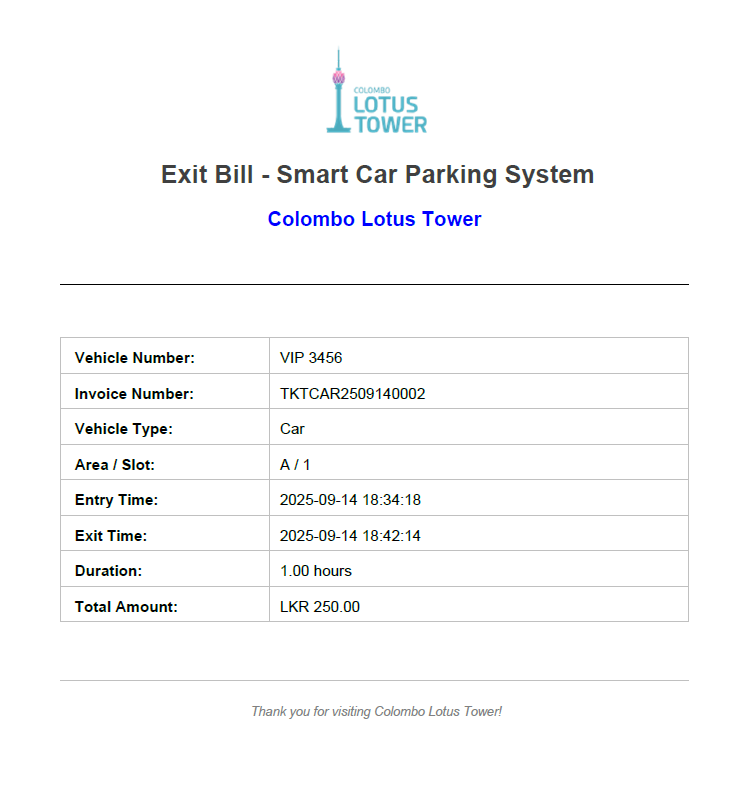 COLOMBO
LOTUS
TOWER
Exit Bill - Smart Car Parking System
Colombo Lotus Tower
Vehicle Number: VIP 3456
Invoice Number: TKTCAR2509140002
Vehicle Type: Car
Area / Slot: A / 1
Entry Time: 2025-09-14 18:34:18
Exit Time: 2025-09-14 18:42:14
Duration: 1.00 hours
Total Amount: LKR 250.00
Thank you for visiting Colombo Lotus Tower!